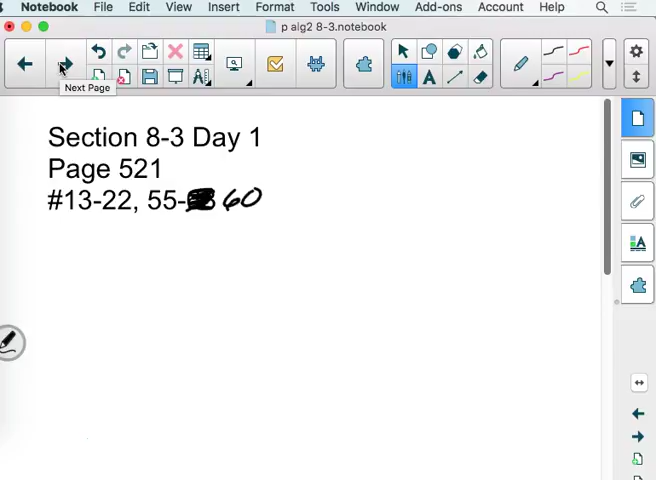 Notebook File Edit View Insert Format Tools Window Add-ons Account Help
p alg2 8-3.notebook
Next Page
Section 8-3 Day 1
Page 521
#13-22, 55- 60